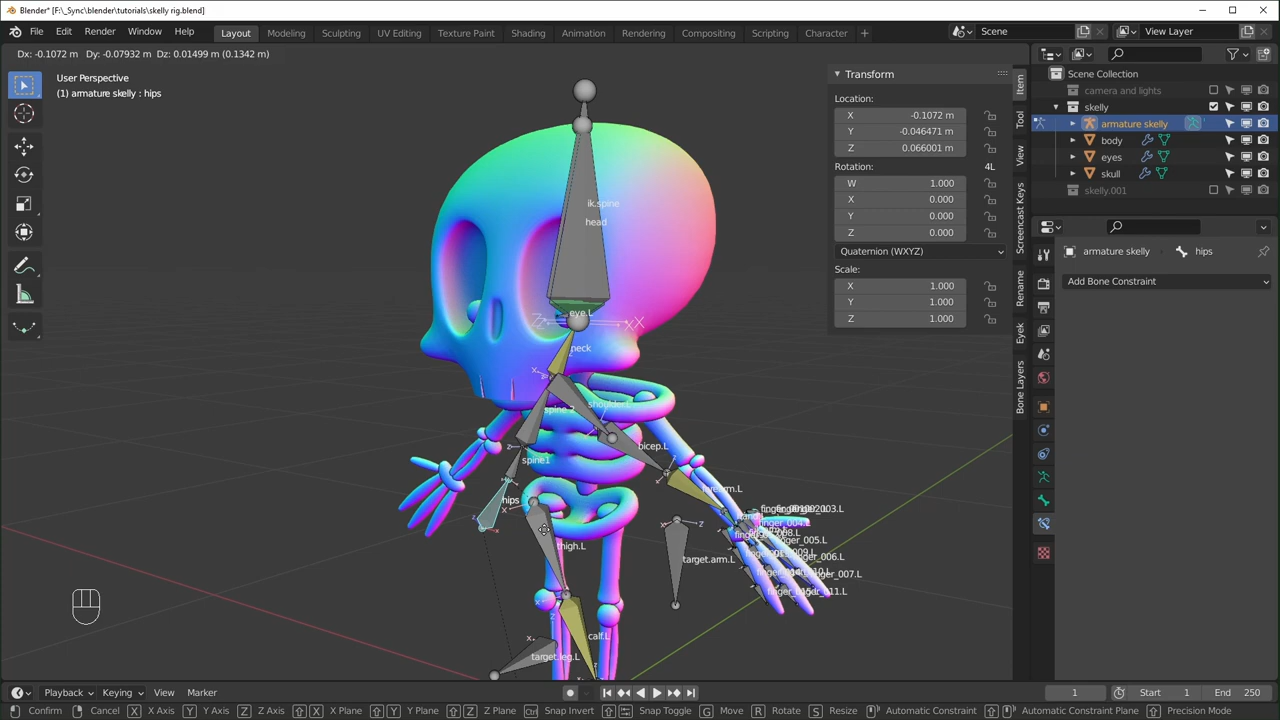 Blender* [F:\_Sync\blender\tutorials\skelly rig.blend]
File Edit Render Window Help Layout Modeling Sculpting UV Editing Texture Paint Shading Animation Rendering Compositing Scripting Character + Scene View Layer
Dx: -0.1072 m Dy: -0.07932 m Dz: 0.01499 m (0.1342 m)
User Perspective
(1) armature skelly : hips
Transform
Location:
X -0.1072 m
Y -0.046471 m
Z 0.066001 m
Rotation: 4L
W 1.000
X 0.000
Y 0.000
Z 0.000
Quaternion (WXYZ)
Scale:
X 1.000
Y 1.000
Z 1.000
Item
Tool
View
Screencast Keys
Rename
Eyek
Bone Layers
Scene Collection
camera and lights
skelly
armature skelly
body
eyes
skull
skelly.001
armature skelly > hips
Add Bone Constraint
ik.spine
head
eye.L
neck
spine 2
bicep.L
spine1
hips
thigh.L
target.arm.L
finger_004.L
finger_006.L
finger_007.L
calf.L
target.leg.L
Playback Keying View Marker 1 Start 1 End 250
Confirm Cancel X X Axis Y Y Axis Z Z Axis X X Plane Y Y Plane Z Z Plane Snap Invert Snap Toggle G Move R Rotate S Resize Automatic Constraint Automatic Constraint Plane Precision Mode